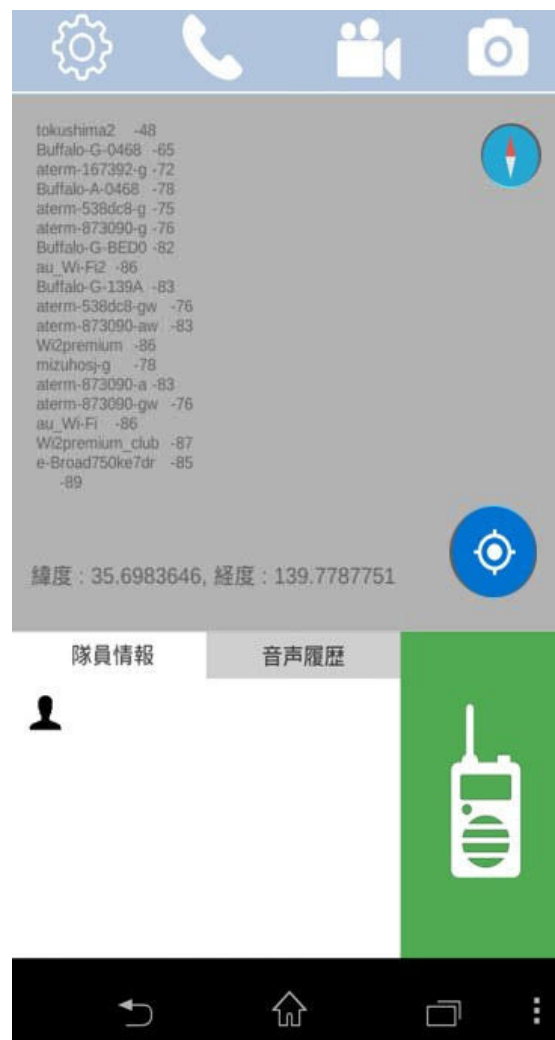 tokushima2 -48
Buffalo-G-0468 -65
aterm-167392-g -72
Buffalo-A-0468 -78
aterm-538dc8-g -75
aterm-873090-g -76
Buffalo-G-BED0 -82
au_Wi-Fi2 -86
Buffalo-G-139A -83
aterm-538dc8-gw -76
aterm-873090-aw -83
Wi2premium -86
mizuhosj-g -78
aterm-873090-a -83
aterm-873090-gw -76
au_Wi-Fi -86
Wi2premium_club -87
e-Broad750ke7dr -85
-89
緯度 : 35.6983646, 経度 : 139.7787751
隊員情報 音声履歴